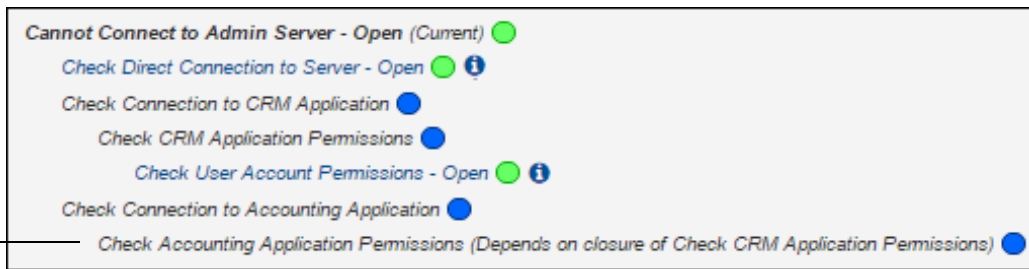 Cannot Connect to Admin Server - Open (Current)
Check Direct Connection to Server - Open
Check Connection to CRM Application
Check CRM Application Permissions
Check User Account Permissions - Open
Check Connection to Accounting Application
Check Accounting Application Permissions (Depends on closure of Check CRM Application Permissions)